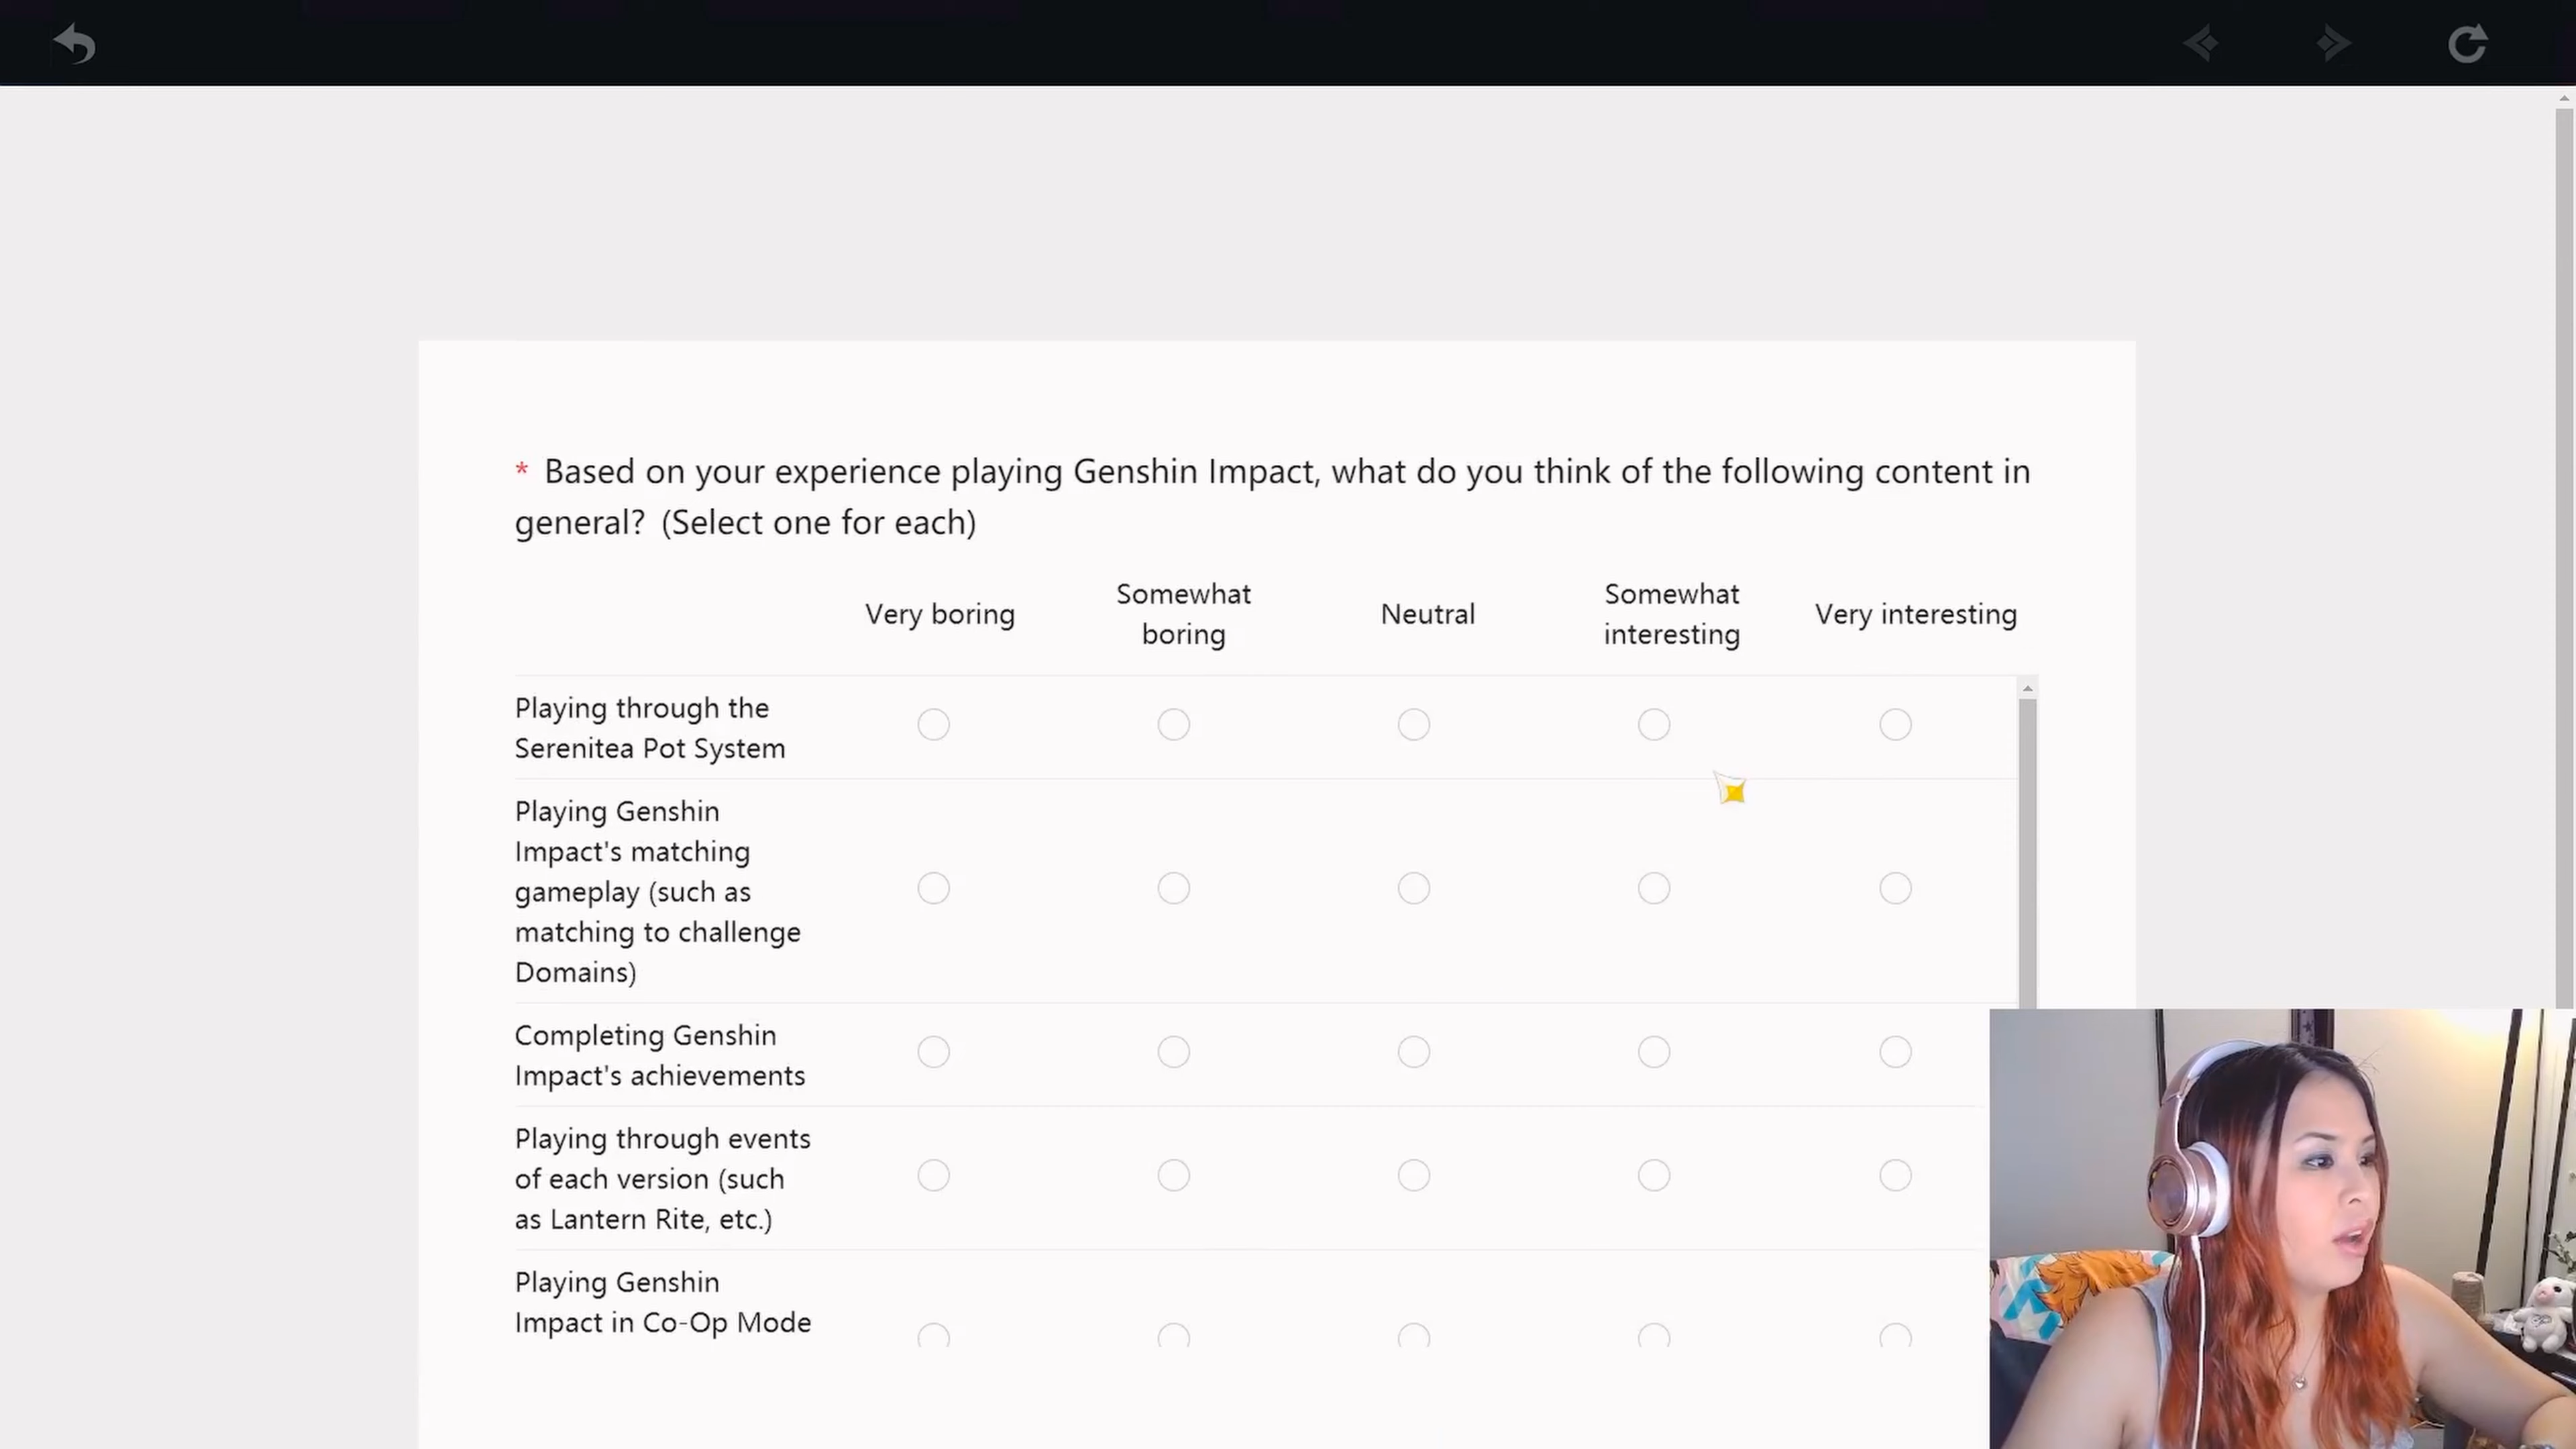 * Based on your experience playing Genshin Impact, what do you think of the following content in
general? (Select one for each)
Very boring
Somewhat
boring
Neutral
Somewhat
interesting
Very interesting
Playing through the
Serenitea Pot System
Playing Genshin
Impact's matching
gameplay (such as
matching to challenge
Domains)
Completing Genshin
Impact's achievements
Playing through events
of each version (such
as Lantern Rite, etc.)
Playing Genshin
Impact in Co-Op Mode